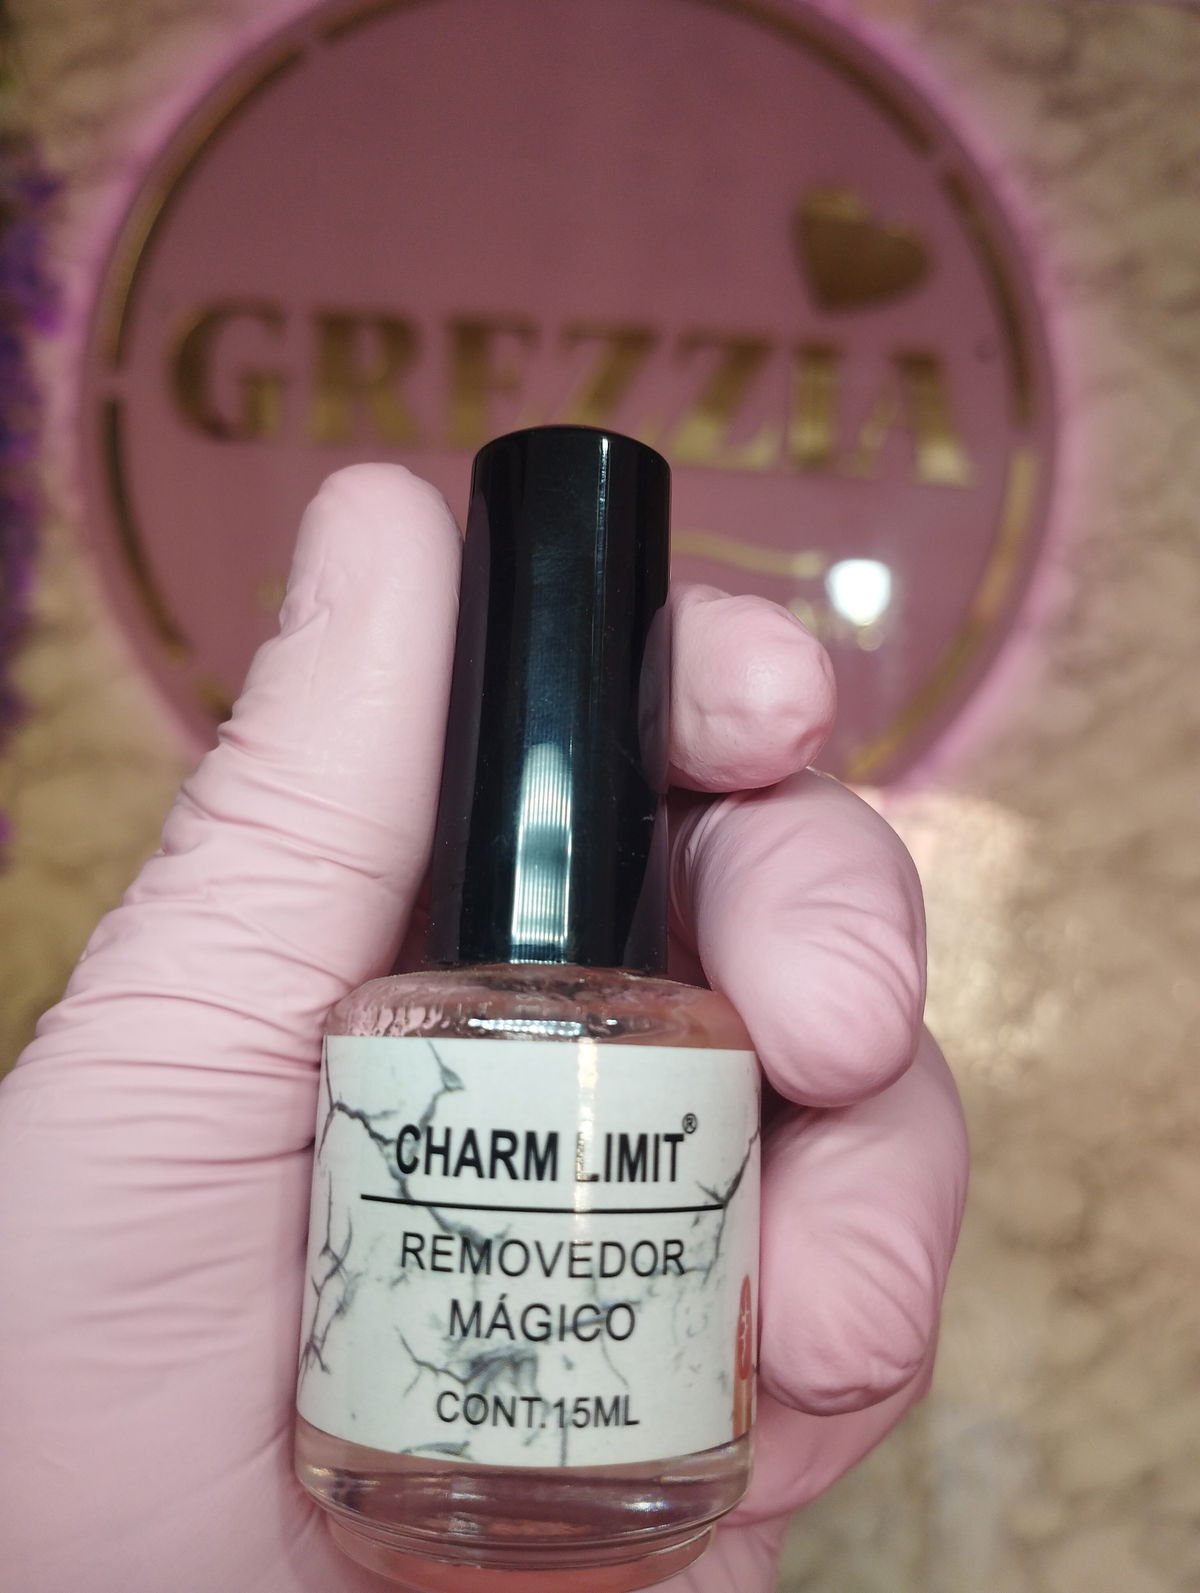 GREZZIA
CHARM LIMIT®
REMOVEDOR
MÁGICO
CONT.15ML